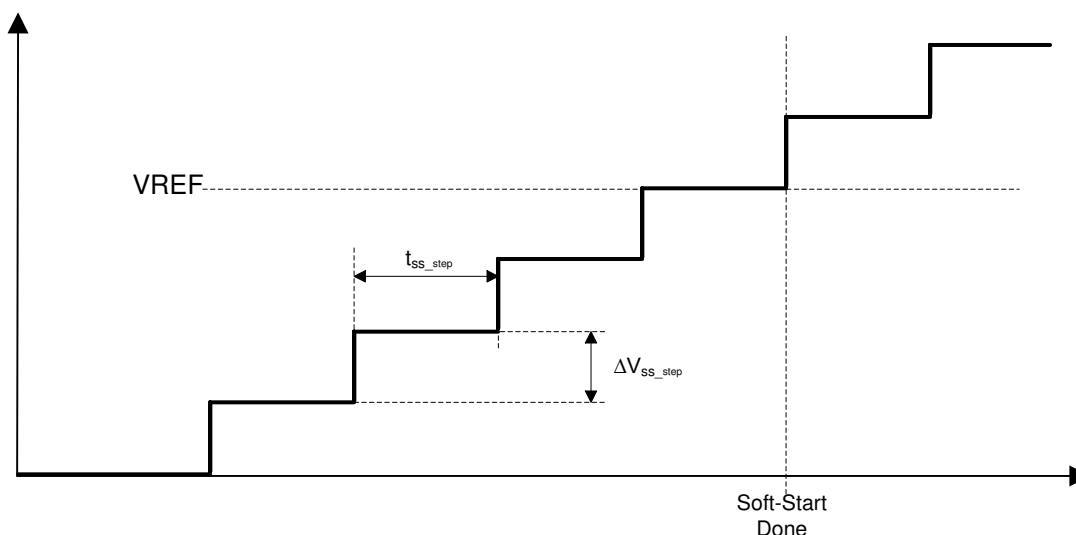 VREF
tSS_step
ΔVSS_step
Soft-Start
Done